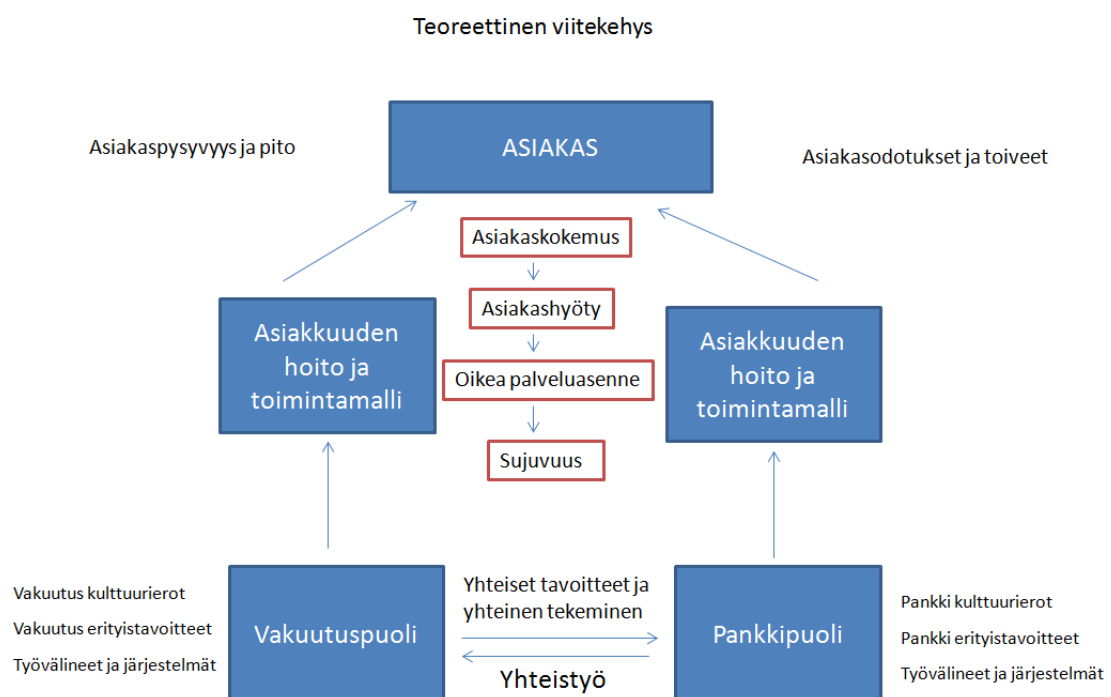 Teoreettinen viitekehys
Asiakaspysyvyys ja pito
ASIAKAS
Asiakasodotukset ja toiveet
Asiakaskokemus
Asiakashyöty
Oikea palveluasenne
Sujuvuus
Asiakkuuden
hoito ja
toimintamalli
Asiakkuuden
hoito ja
toimintamalli
Vakuutus kulttuurierot
Vakuutus erityistavoitteet
Työvälineet ja järjestelmät
Vakuutuspuoli
Yhteiset tavoitteet ja
yhteinen tekeminen
Yhteistyö
Pankkipuoli
Pankki kulttuurierot
Pankki erityistavoitteet
Työvälineet ja järjestelmät